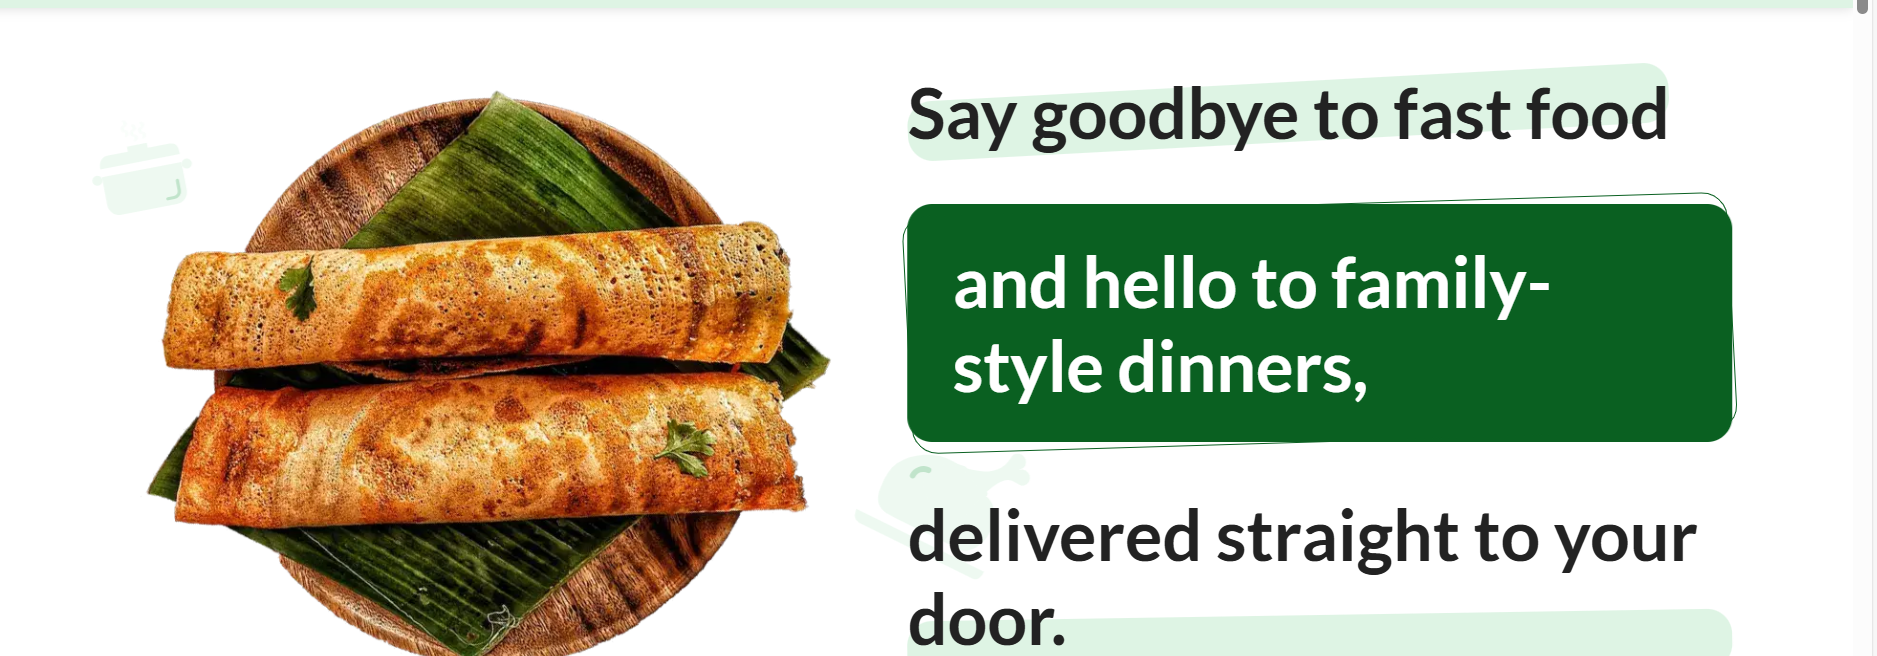 Say goodbye to fast food
and hello to family-
style dinners,
delivered straight to your
door.